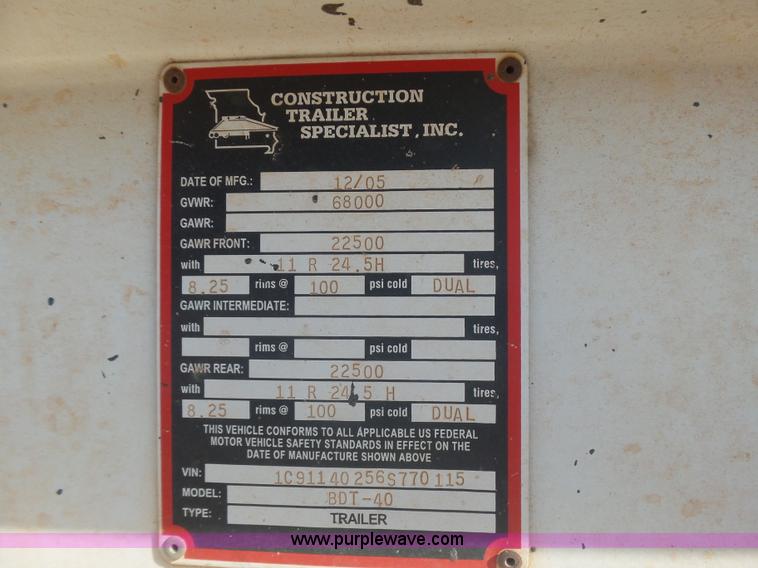 CONSTRUCTION
TRAILER
SPECIALIST, INC.
DATE OF MFG.: 12/05
GVWR: 68000
GAWR:
GAWR FRONT: 22500
with 11 R 24.5H tires,
8.25 rims @ 100 psi cold DUAL
GAWR INTERMEDIATE:
with tires,
rims @ psi cold
GAWR REAR: 22500
with 11 R 24.5 H tires,
8.25 rims @ 100 psi cold DUAL
THIS VEHICLE CONFORMS TO ALL APPLICABLE US FEDERAL
MOTOR VEHICLE SAFETY STANDARDS IN EFFECT ON THE
DATE OF MANUFACTURE SHOWN ABOVE
VIN: 1C91140256S770115
MODEL: BDT-40
TYPE: TRAILER
www.purplewave.com